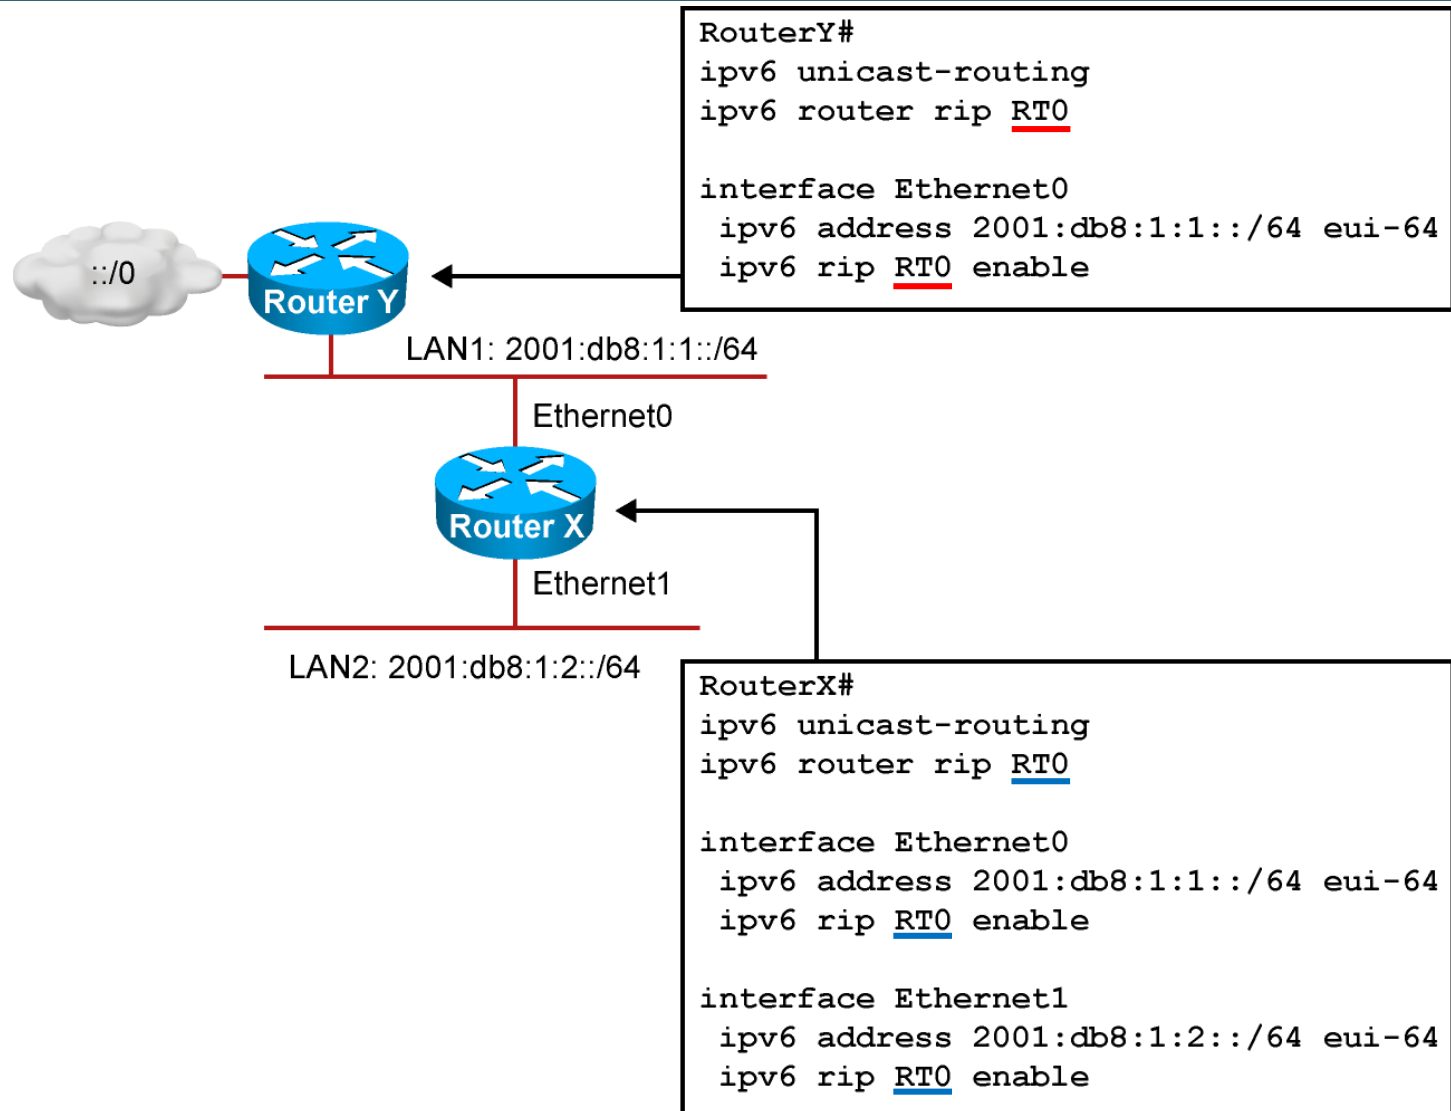 RouterY#
ipv6 unicast-routing
ipv6 router rip RT0
interface Ethernet0
ipv6 address 2001:db8:1:1::/64 eui-64
ipv6 rip RT0 enable
::/0
Router Y
LAN1: 2001:db8:1:1::/64
Ethernet0
Router X
Ethernet1
LAN2: 2001:db8:1:2::/64
RouterX#
ipv6 unicast-routing
ipv6 router rip RT0
interface Ethernet0
ipv6 address 2001:db8:1:1::/64 eui-64
ipv6 rip RT0 enable
interface Ethernet1
ipv6 address 2001:db8:1:2::/64 eui-64
ipv6 rip RT0 enable